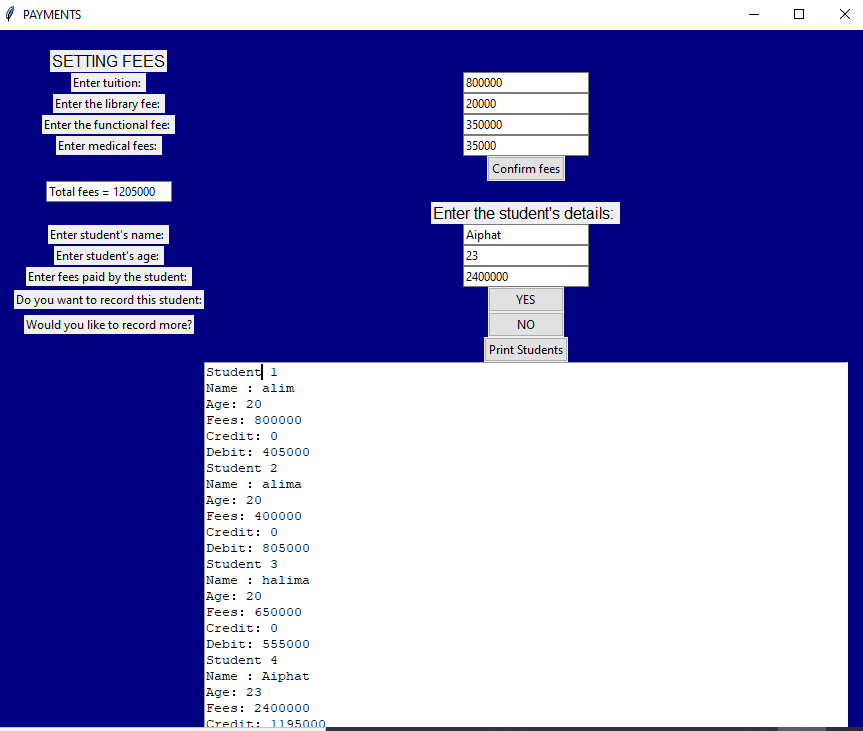 PAYMENTS
SETTING FEES
Enter tuition: 800000
Enter the library fee: 20000
Enter the functional fee: 350000
Enter medical fees: 35000
Confirm fees
Total fees = 1205000
Enter the student's details:
Enter student's name: Aiphat
Enter student's age: 23
Enter fees paid by the student: 2400000
Do you want to record this student: YES
Would you like to record more? NO
Print Students
Student 1
Name : alim
Age: 20
Fees: 800000
Credit: 0
Debit: 405000
Student 2
Name : alima
Age: 20
Fees: 400000
Credit: 0
Debit: 805000
Student 3
Name : halima
Age: 20
Fees: 650000
Credit: 0
Debit: 555000
Student 4
Name : Aiphat
Age: 23
Fees: 2400000
Credit: 1195000